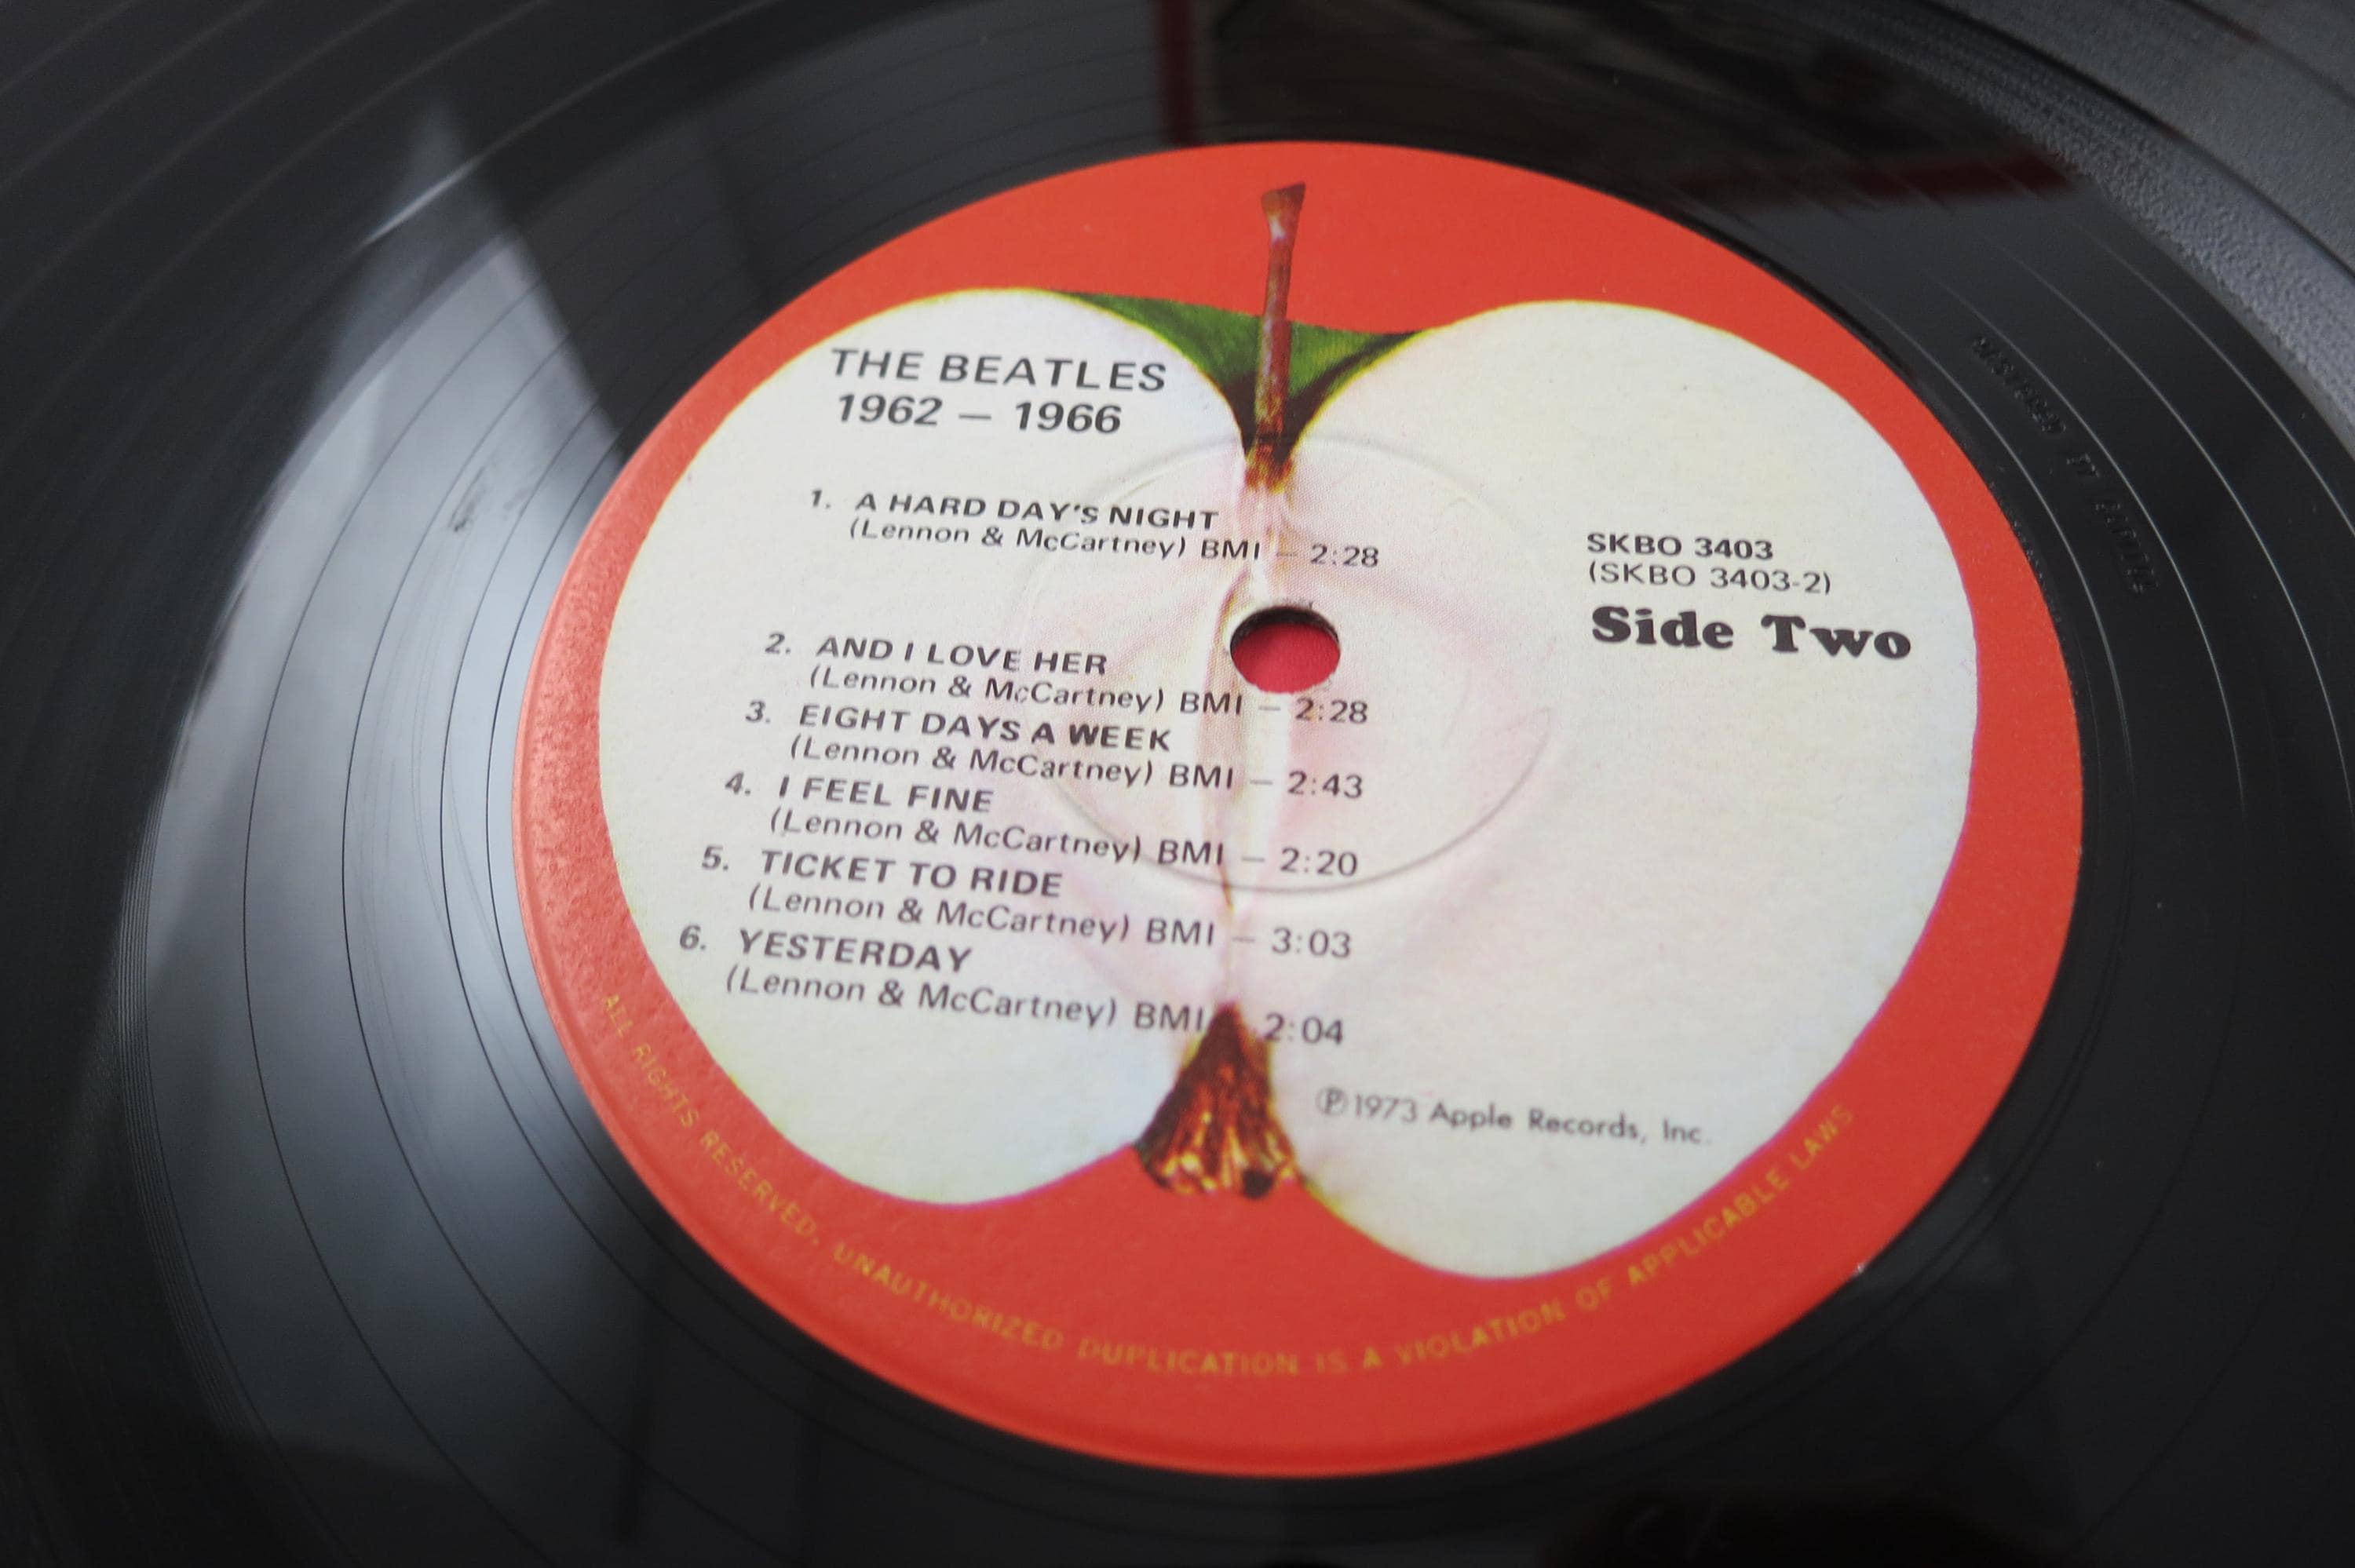 THE BEATLES
1962 — 1966
1. A HARD DAY'S NIGHT
(Lennon & McCartney) BMI — 2:28
2. AND I LOVE HER
(Lennon & McCartney) BMI — 2:28
3. EIGHT DAYS A WEEK
(Lennon & McCartney) BMI — 2:43
4. I FEEL FINE
(Lennon & McCartney) BMI — 2:20
5. TICKET TO RIDE
(Lennon & McCartney) BMI — 3:03
6. YESTERDAY
(Lennon & McCartney) BMI 2:04
SKBO 3403
(SKBO 3403-2)
Side Two
℗1973 Apple Records, Inc.
ALL RIGHTS RESERVED. UNAUTHORIZED DUPLICATION IS A VIOLATION OF APPLICABLE LAWS